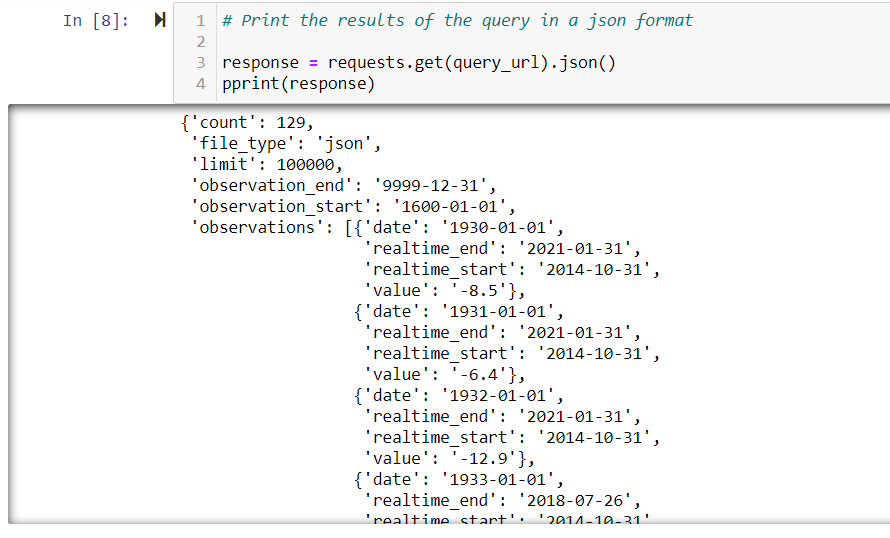 In [8]:
1 # Print the results of the query in a json format
2
3 response = requests.get(query_url).json()
4 pprint(response)
{'count': 129,
'file_type': 'json',
'limit': 100000,
'observation_end': '9999-12-31',
'observation_start': '1600-01-01',
'observations': [{'date': '1930-01-01',
'realtime_end': '2021-01-31',
'realtime_start': '2014-10-31',
'value': '-8.5'},
{'date': '1931-01-01',
'realtime_end': '2021-01-31',
'realtime_start': '2014-10-31',
'value': '-6.4'},
{'date': '1932-01-01',
'realtime_end': '2021-01-31',
'realtime_start': '2014-10-31',
'value': '-12.9'},
{'date': '1933-01-01',
'realtime_end': '2018-07-26',
'realtime_start': '2014-10-31'